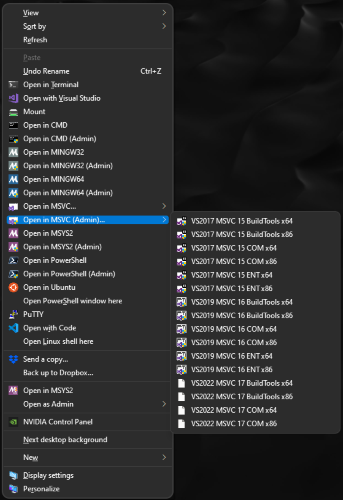 View
Sort by
Refresh
Paste
Undo Rename Ctrl+Z
Open in Terminal
Open with Visual Studio
Mount
Open in CMD
Open in CMD (Admin)
Open in MINGW32
Open in MINGW32 (Admin)
Open in MINGW64
Open in MINGW64 (Admin)
Open in MSVC...
Open in MSVC (Admin)...
Open in MSYS2
Open in MSYS2 (Admin)
Open in PowerShell
Open in PowerShell (Admin)
Open in Ubuntu
Open PowerShell window here
PuTTY
Open with Code
Open Linux shell here
Send a copy...
Back up to Dropbox...
Open in MSYS2
Open as Admin
NVIDIA Control Panel
Next desktop background
New
Display settings
Personalize
VS2017 MSVC 15 BuildTools x64
VS2017 MSVC 15 BuildTools x86
VS2017 MSVC 15 COM x64
VS2017 MSVC 15 COM x86
VS2017 MSVC 15 ENT x64
VS2017 MSVC 15 ENT x86
VS2019 MSVC 16 BuildTools x64
VS2019 MSVC 16 BuildTools x86
VS2019 MSVC 16 COM x64
VS2019 MSVC 16 COM x86
VS2019 MSVC 16 ENT x64
VS2019 MSVC 16 ENT x86
VS2022 MSVC 17 BuildTools x64
VS2022 MSVC 17 BuildTools x86
VS2022 MSVC 17 COM x64
VS2022 MSVC 17 COM x86